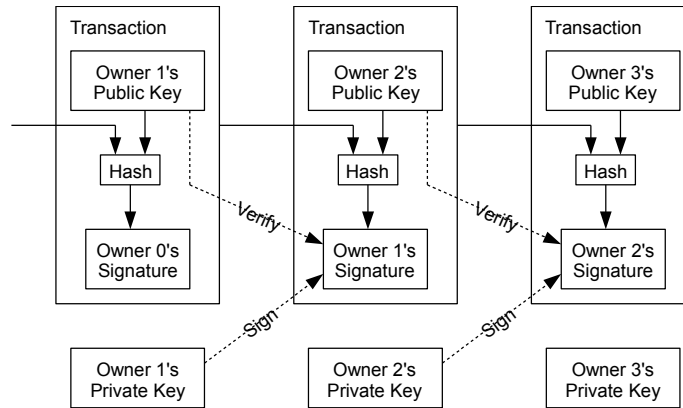 Transaction
Owner 1's
Public Key
Hash
Owner 0's
Signature
Verify
Transaction
Owner 2's
Public Key
Hash
Owner 1's
Signature
Verify
Transaction
Owner 3's
Public Key
Hash
Owner 2's
Signature
Owner 1's
Private Key
Sign
Owner 2's
Private Key
Sign
Owner 3's
Private Key